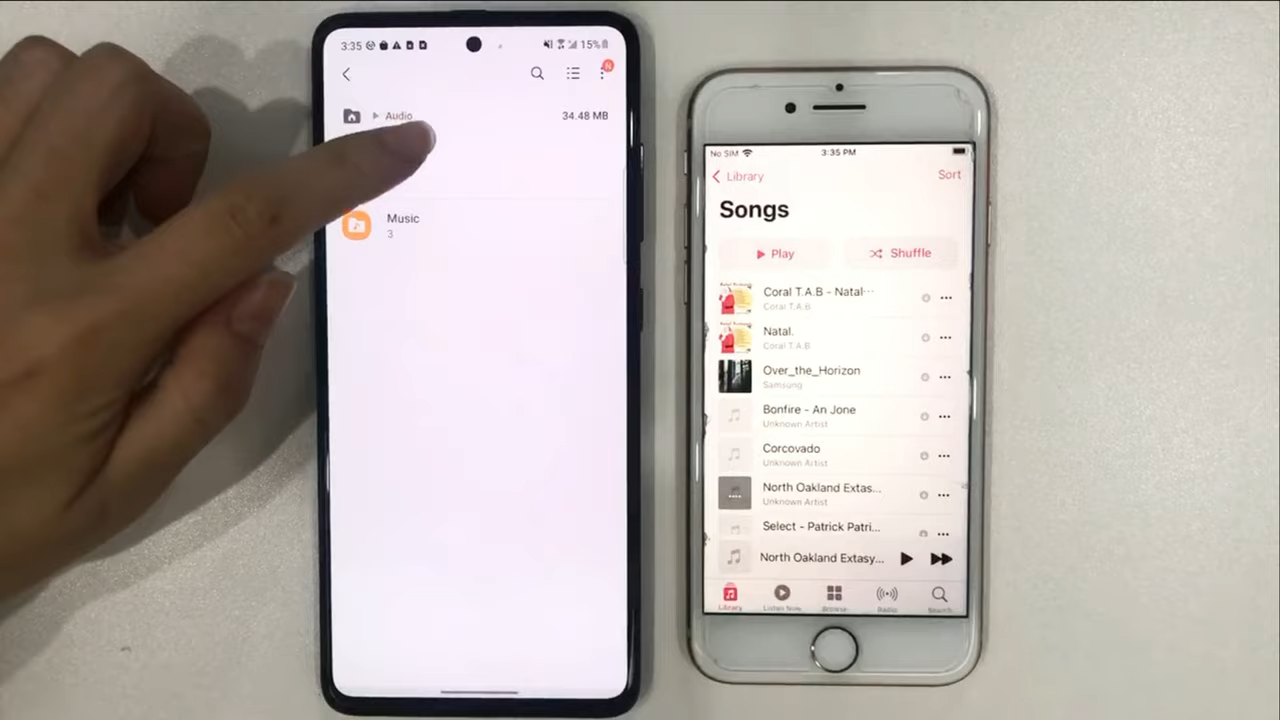 3:35
15%
N
Audio
34.48 MB
Music
3
No SIM
3:35 PM
Library
Sort
Songs
Play
Shuffle
Coral T.A.B - Natal...
Coral T.A.B
Natal.
Coral T.A.B
Over_the_Horizon
Samsung
Bonfire - An Jone
Unknown Artist
Corcovado
Unknown Artist
North Oakland Extas...
Unknown Artist
Select - Patrick Patri...
North Oakland Extasy...
Library
Listen Now
Browse
Radio
Search